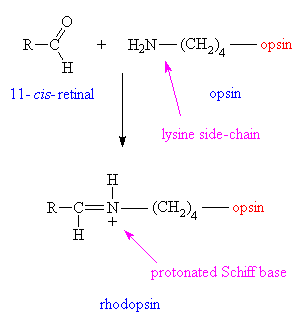 O
R—C + H₂N—(CH₂)₄—opsin
H
11-cis-retinal opsin
lysine side-chain
H
R—C=N—(CH₂)₄—opsin
H +
protonated Schiff base
rhodopsin